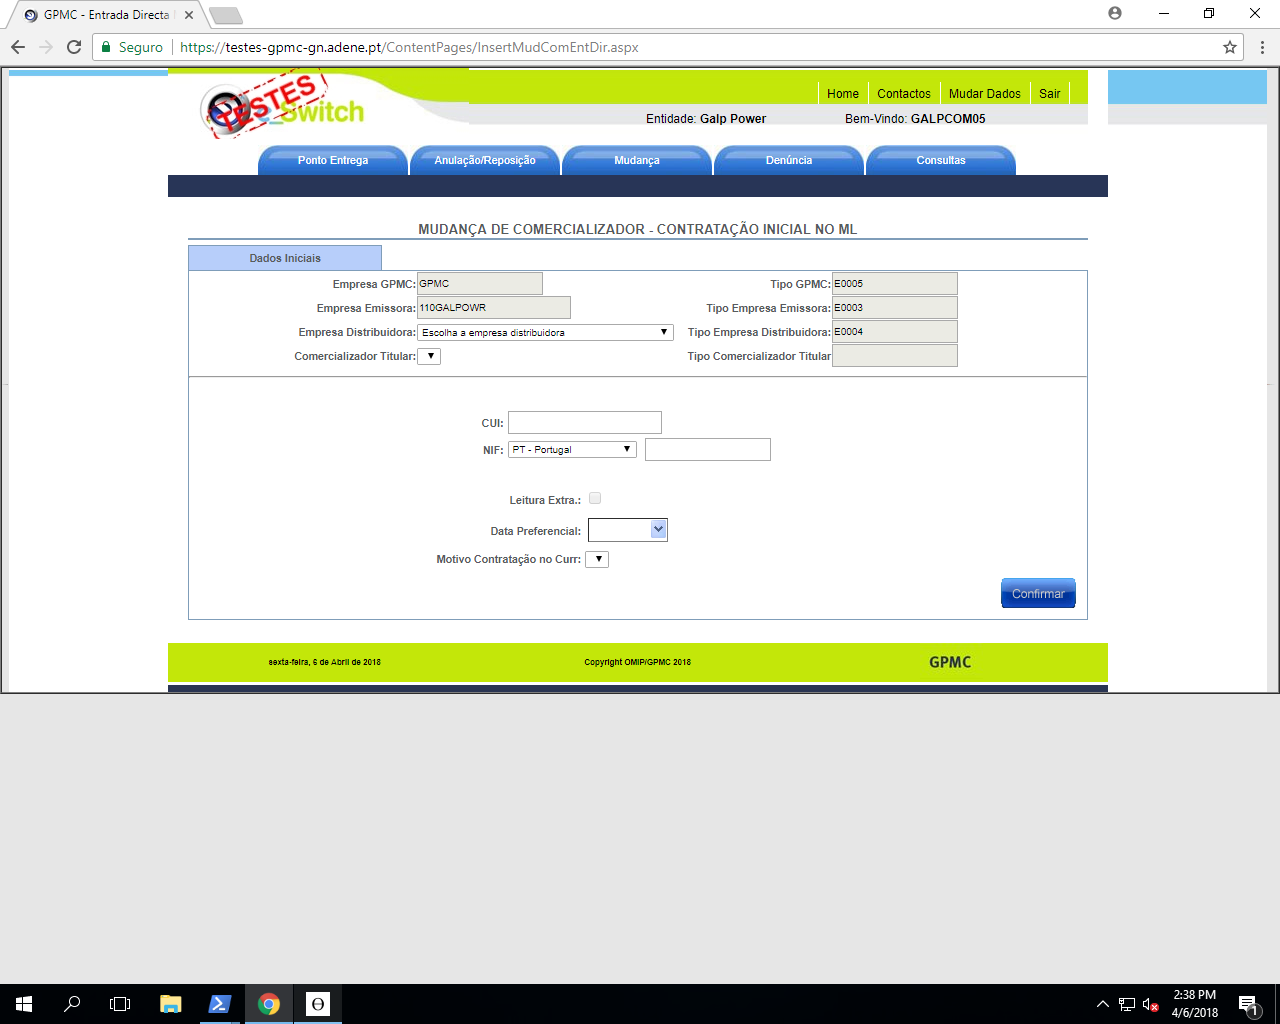 GPMC - Entrada Directa
Seguro https://testes-gpmc-gn.adene.pt/ContentPages/InsertMudComEntDir.aspx
TESTES
_Switch
Home Contactos Mudar Dados Sair
Entidade: Galp Power Bem-Vindo: GALPCOM05
Ponto Entrega Anulação/Reposição Mudança Denúncia Consultas
MUDANÇA DE COMERCIALIZADOR - CONTRATAÇÃO INICIAL NO ML
Dados Iniciais
Empresa GPMC: GPMC Tipo GPMC: E0005
Empresa Emissora: 110GALPOWR Tipo Empresa Emissora: E0003
Empresa Distribuidora: Escolha a empresa distribuidora Tipo Empresa Distribuidora: E0004
Comercializador Titular: Tipo Comercializador Titular
CUI:
NIF: PT - Portugal
Leitura Extra.:
Data Preferencial:
Motivo Contratação no Curr:
Confirmar
sexta-feira, 6 de Abril de 2018 Copyright OMIP/GPMC 2018 GPMC
2:38 PM
4/6/2018
1